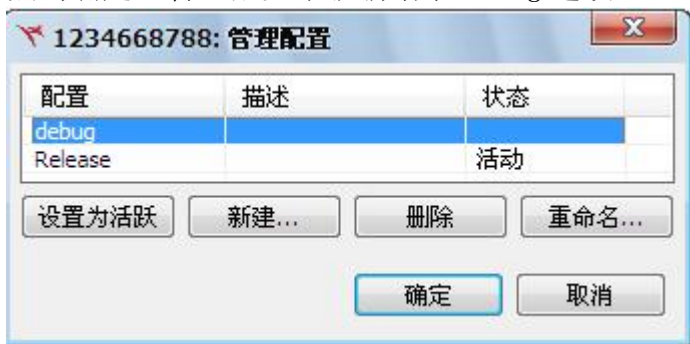 1234668788: 管理配置
配置 描述 状态
debug
Release 活动
设置为活跃 新建... 删除 重命名...
确定 取消